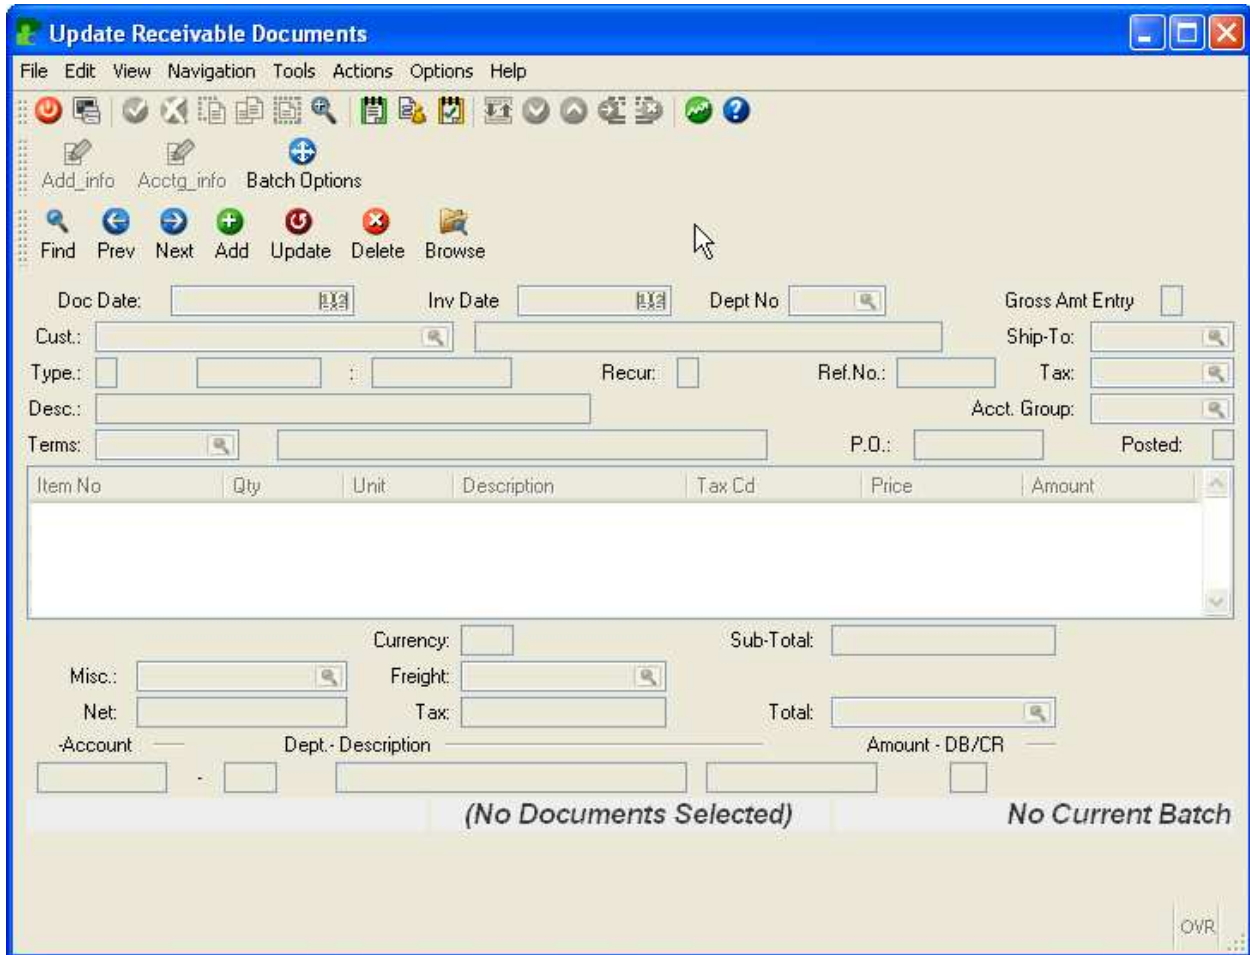 Update Receivable Documents
File Edit View Navigation Tools Actions Options Help
Add_info Acctg_info Batch Options
Find Prev Next Add Update Delete Browse
Doc Date: Inv Date Dept No Gross Amt Entry
Cust.: Ship-To:
Type.: : Recur: Ref.No.: Tax:
Desc.: Acct. Group:
Terms: P.O.: Posted:
Item No Qty Unit Description Tax Cd Price Amount
Currency: Sub-Total:
Misc.: Freight:
Net: Tax: Total:
-Account Dept.- Description Amount - DB/CR
-
(No Documents Selected) No Current Batch
OVR